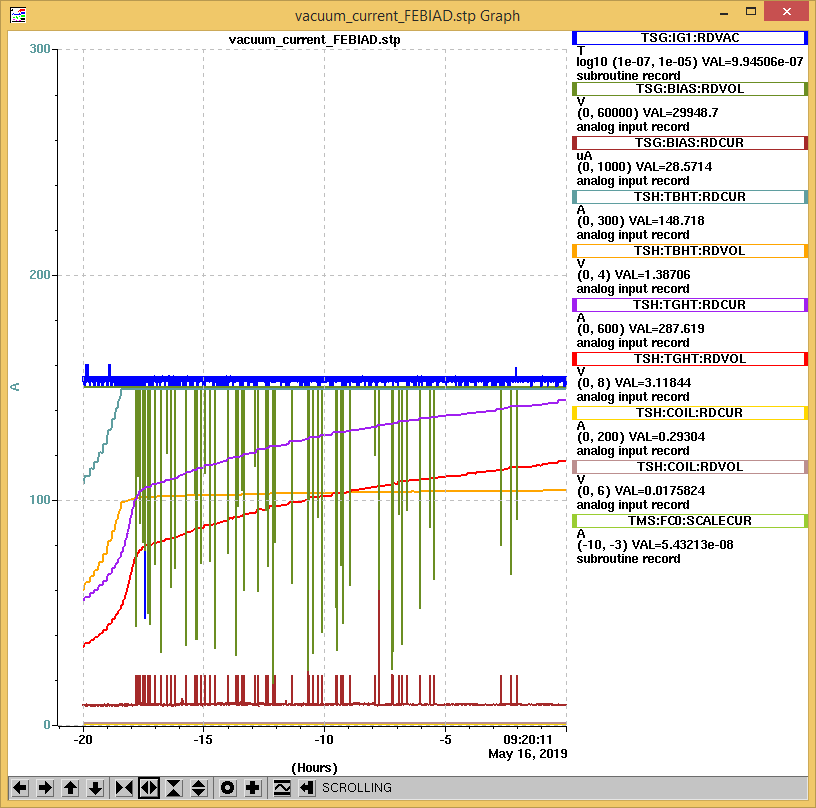 vacuum_current_FEBIAD.stp Graph
vacuum_current_FEBIAD.stp
300
200
100
0
A
-20
-15
-10
-5
09:20:11
May 16, 2019
(Hours)
TSG:IG1:RDVAC
T
log10 (1e-07, 1e-05) VAL=9.94506e-07
subroutine record
TSG:BIAS:RDVOL
V
(0, 60000) VAL=29948.7
analog input record
TSG:BIAS:RDCUR
uA
(0, 1000) VAL=28.5714
analog input record
TSH:TBHT:RDCUR
A
(0, 300) VAL=148.718
analog input record
TSH:TBHT:RDVOL
V
(0, 4) VAL=1.38706
analog input record
TSH:TGHT:RDCUR
A
(0, 600) VAL=287.619
analog input record
TSH:TGHT:RDVOL
V
(0, 8) VAL=3.11844
analog input record
TSH:COIL:RDCUR
A
(0, 200) VAL=0.29304
analog input record
TSH:COIL:RDVOL
V
(0, 6) VAL=0.0175824
analog input record
TMS:FC0:SCALECUR
A
(-10, -3) VAL=5.43213e-08
subroutine record
SCROLLING